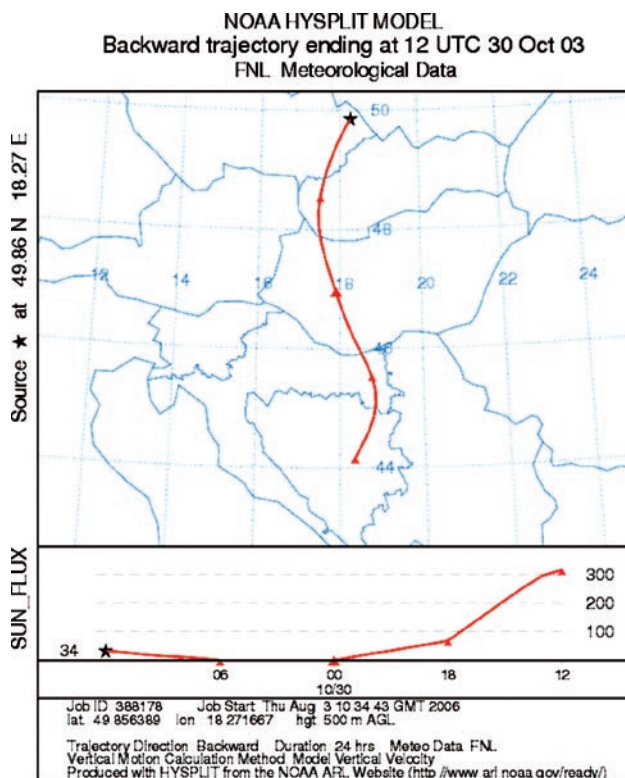 NOAA HYSPLIT MODEL
Backward trajectory ending at 12 UTC 30 Oct 03
FNL Meteorological Data
Source ★ at 49.86 N 18.27 E
50
48
12 14 16 18 20 22 24
46
44
SUN_FLUX
300
200
100
34
06 00 18 12
10/30
Job ID 388178 Job Start Thu Aug 3 10 34 43 GMT 2006
lat. 49 856389 lon 18 271667 hgt 500 m AGL
Trajectory Direction Backward Duration 24 hrs Meteo Data FNL
Vertical Motion Calculation Method Model Vertical Velocity
Produced with HYSPLIT from the NOAA ARL Website (http //www arl noaa gov/ready/)